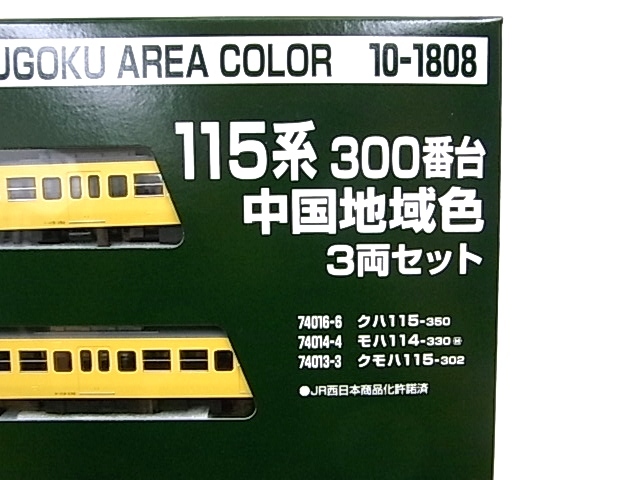 UGOKU AREA COLOR 10-1808
115系 300番台
中国地域色
3両セット
74016-6 クハ115-350
74014-4 モハ114-330 Ⓜ
74013-3 クモハ115-302
●JR西日本商品化許諾済